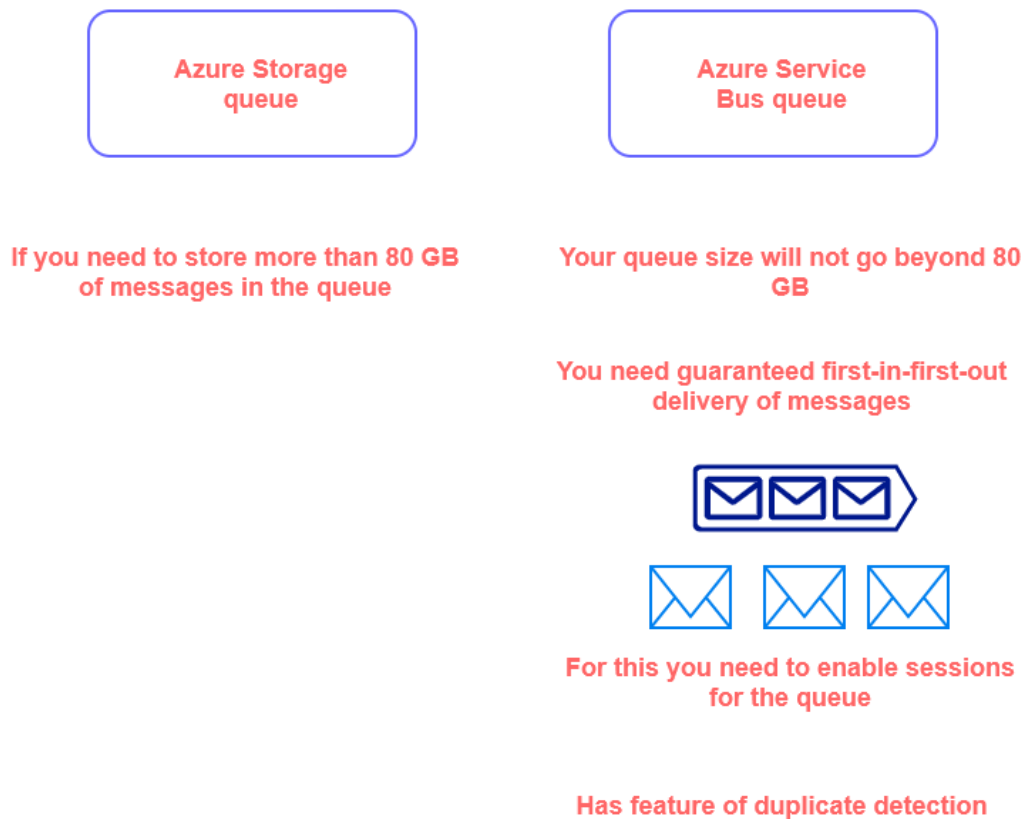 Azure Storage
queue
Azure Service
Bus queue
If you need to store more than 80 GB
of messages in the queue
Your queue size will not go beyond 80
GB
You need guaranteed first-in-first-out
delivery of messages
For this you need to enable sessions
for the queue
Has feature of duplicate detection